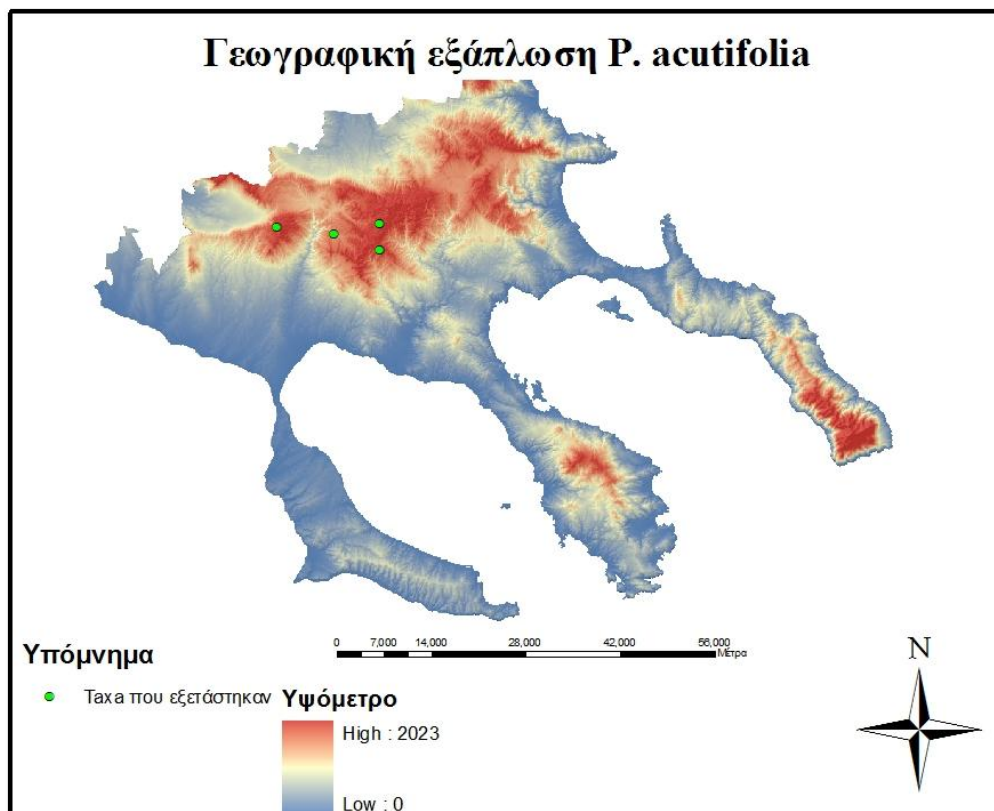 Γεωγραφική εξάπλωση P. acutifolia
0 7,000 14,000 28,000 42,000 56,000
Μέτρα
Υπόμνημα
Taxa που εξετάστηκαν
Υψόμετρο
High : 2023
Low : 0
N